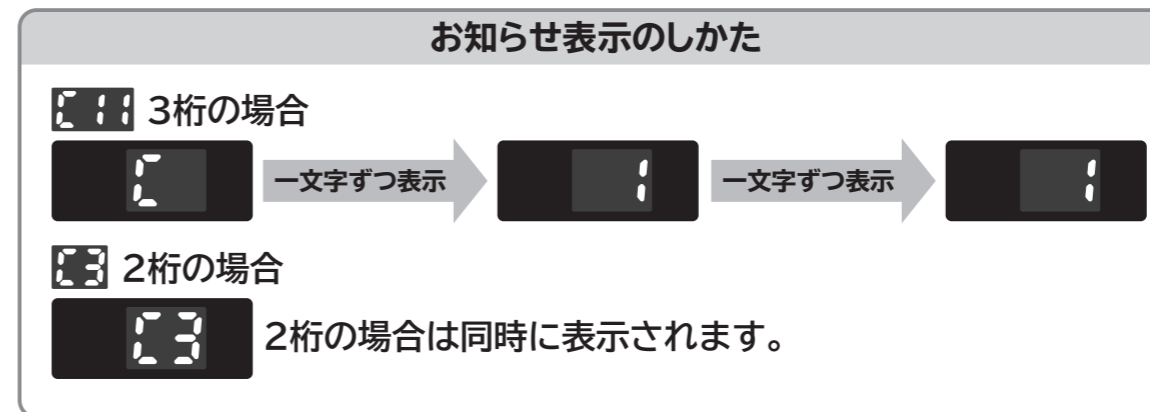 お知らせ表示のしかた
C11 3桁の場合
C 一文字ずつ表示 1 一文字ずつ表示 1
C3 2桁の場合
C3 2桁の場合は同時に表示されます。